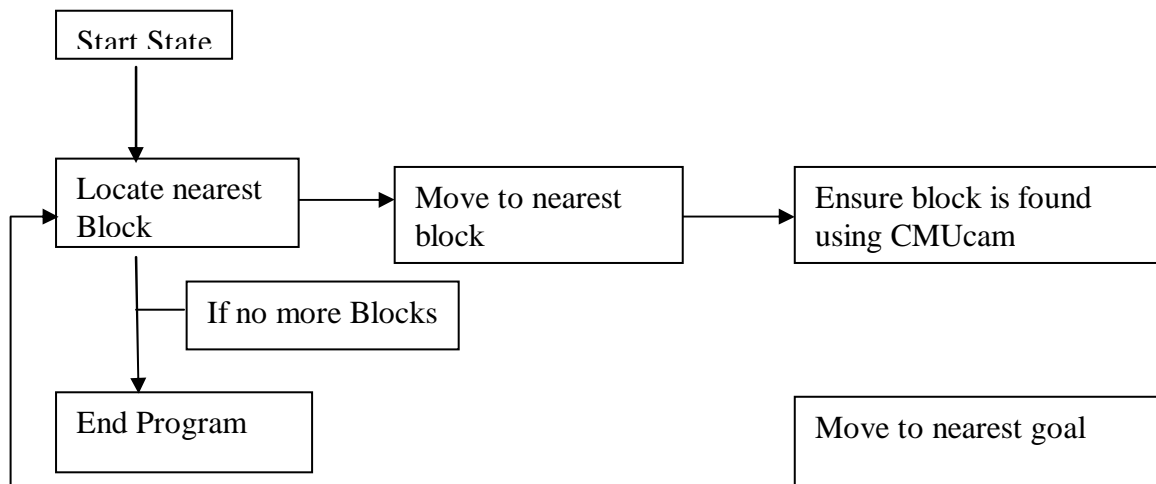 Start State
Locate nearest
Block
Move to nearest
block
Ensure block is found
using CMUcam
If no more Blocks
End Program
Move to nearest goal